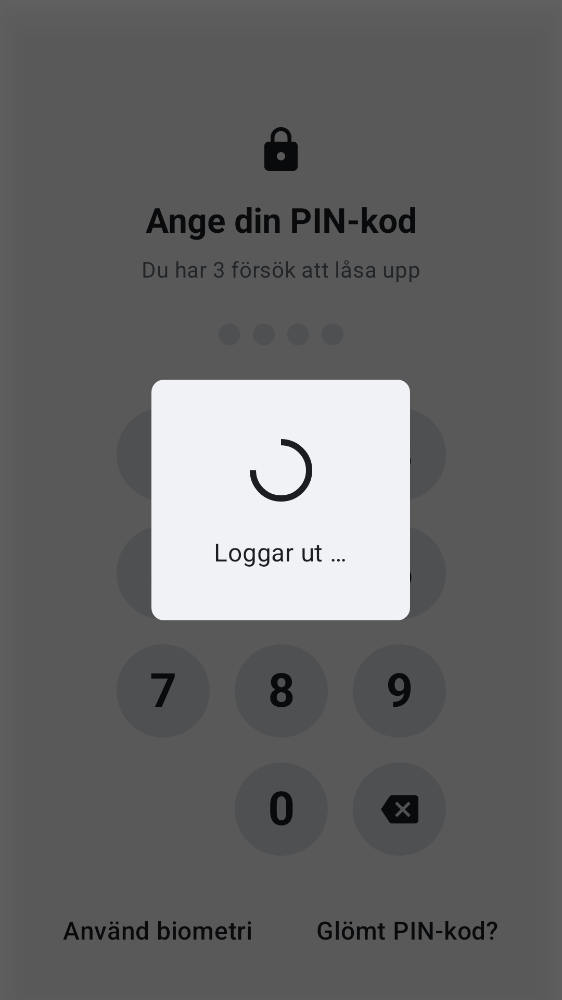 Ange din PIN-kod
Du har 3 försök att låsa upp
Loggar ut ...
7 8 9
0
Använd biometri Glömt PIN-kod?